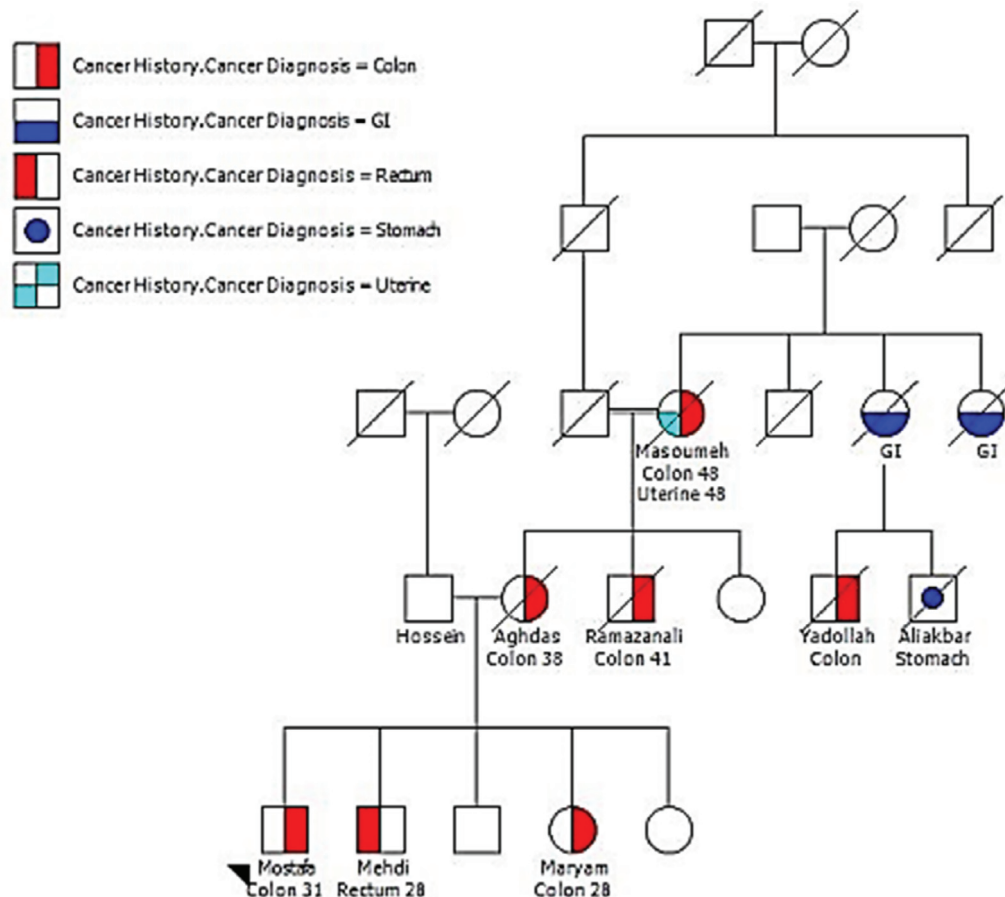 Cancer History.Cancer Diagnosis = Colon
Cancer History.Cancer Diagnosis = GI
Cancer History.Cancer Diagnosis = Rectum
Cancer History.Cancer Diagnosis = Stomach
Cancer History.Cancer Diagnosis = Uterine
Masoumeh
Colon 48
Uterine 48
GI
GI
Hossein
Aghdas
Colon 38
Ramazanali
Colon 41
Yadollah
Colon
Aliakbar
Stomach
Mostafa
Colon 31
Mehdi
Rectum 28
Maryam
Colon 28